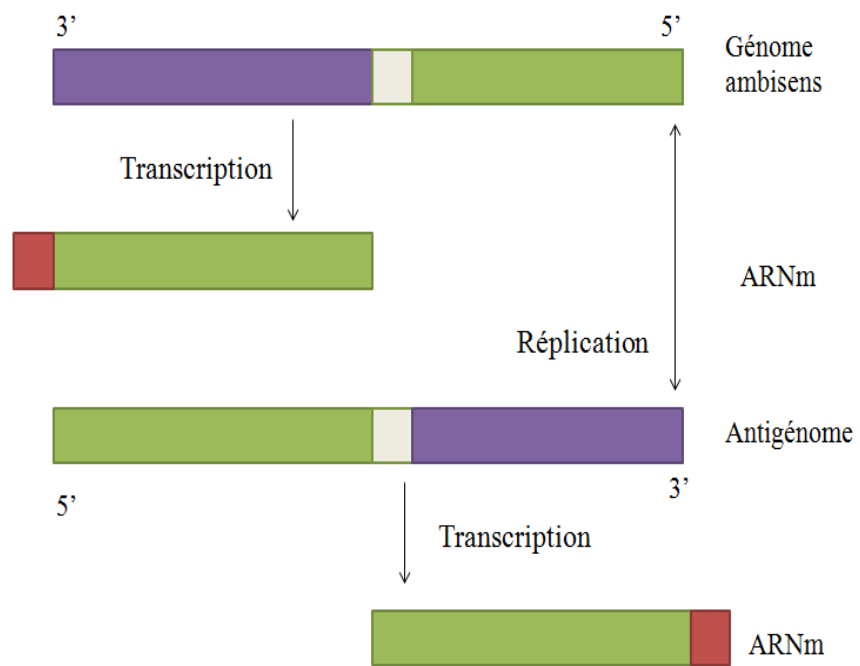 3’
5’
Génome
ambisens
Transcription
ARNm
Réplication
Antigénome
5’
3’
Transcription
ARNm